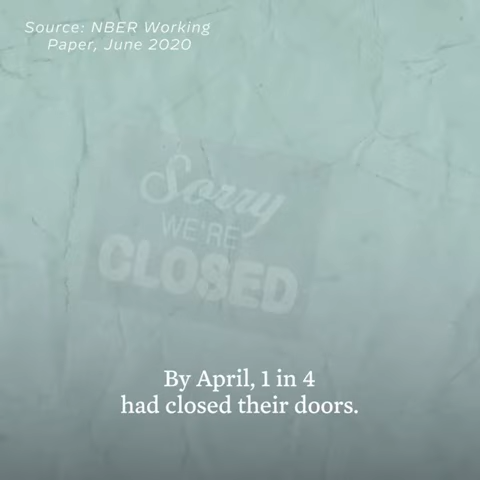 Source: NBER Working
Paper, June 2020
Sorry
WE'RE
CLOSED
By April, 1 in 4
had closed their doors.